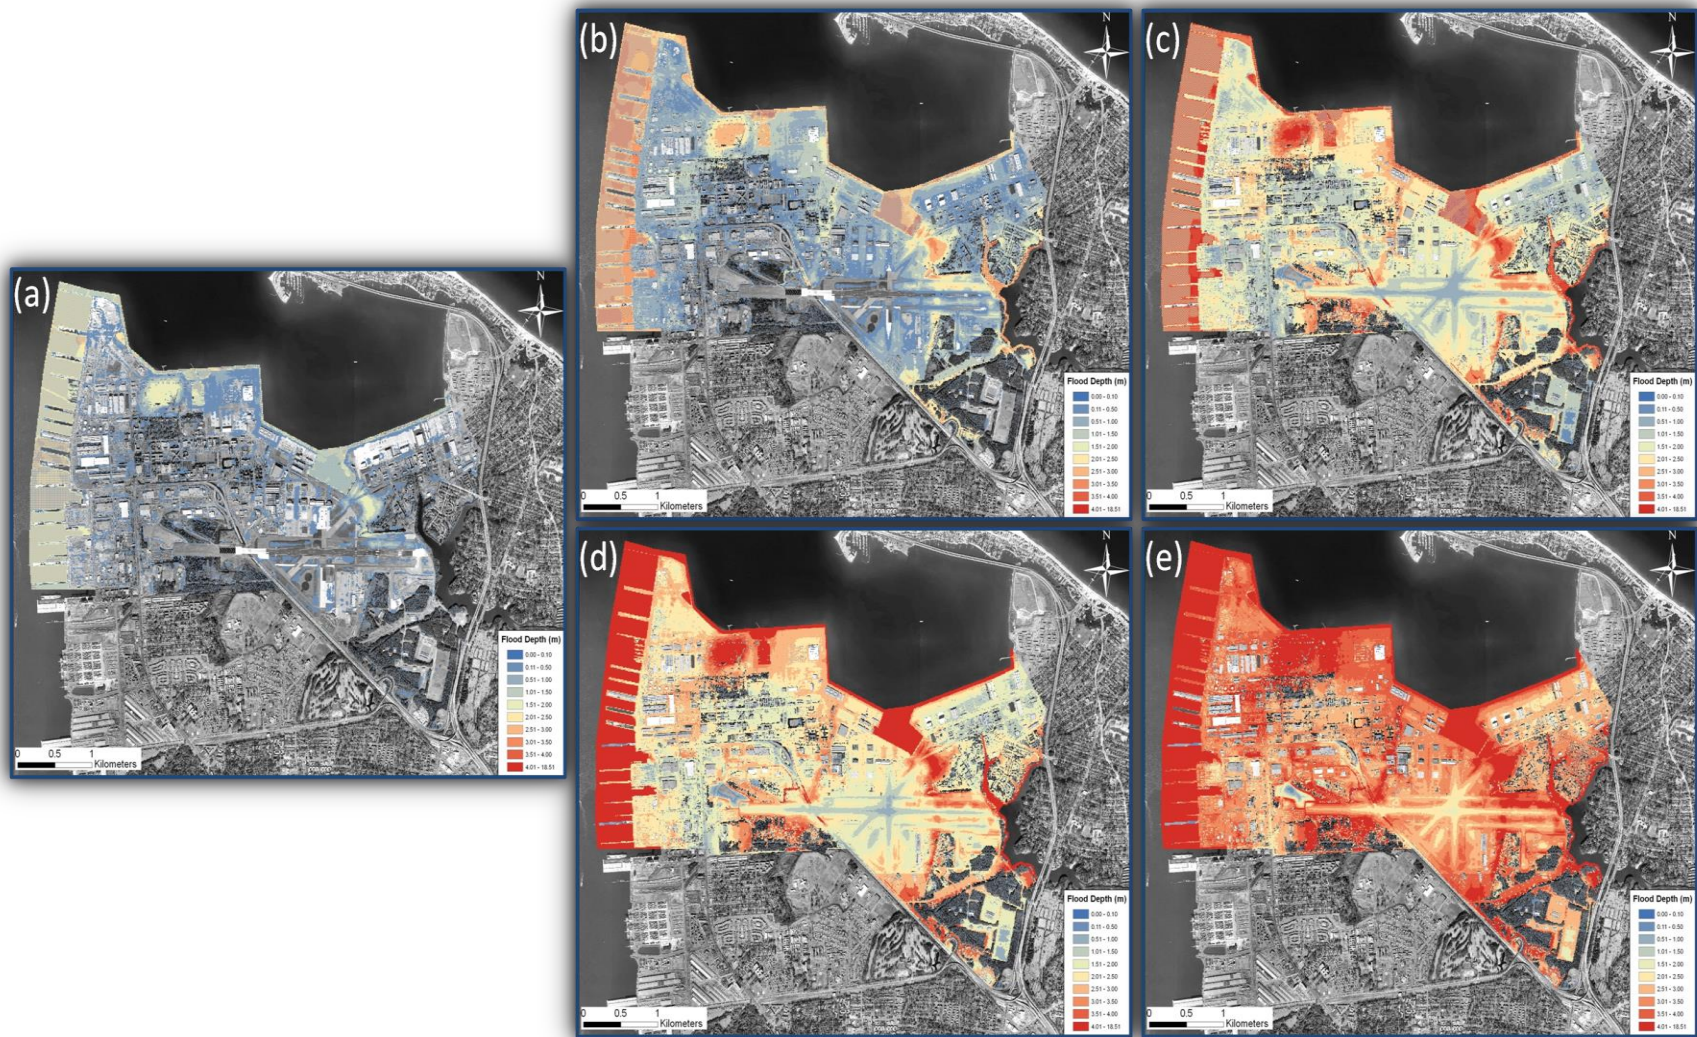 (a)
N
Flood Depth (m)
0.00 - 0.10
0.11 - 0.50
0.51 - 1.00
1.01 - 1.50
1.51 - 2.00
2.01 - 2.50
2.51 - 3.00
3.01 - 3.50
3.51 - 4.00
4.01 - 18.51
0 0.5 1
Kilometers
(b)
N
Flood Depth (m)
0.00 - 0.10
0.11 - 0.50
0.51 - 1.00
1.01 - 1.50
1.51 - 2.00
2.01 - 2.50
2.51 - 3.00
3.01 - 3.50
3.51 - 4.00
4.01 - 18.51
0 0.5 1
Kilometers
(c)
N
Flood Depth (m)
0.00 - 0.10
0.11 - 0.50
0.51 - 1.00
1.01 - 1.50
1.51 - 2.00
2.01 - 2.50
2.51 - 3.00
3.01 - 3.50
3.51 - 4.00
4.01 - 18.51
0 0.5 1
Kilometers
(d)
N
Flood Depth (m)
0.00 - 0.10
0.11 - 0.50
0.51 - 1.00
1.01 - 1.50
1.51 - 2.00
2.01 - 2.50
2.51 - 3.00
3.01 - 3.50
3.51 - 4.00
4.01 - 18.51
0 0.5 1
Kilometers
(e)
N
Flood Depth (m)
0.00 - 0.10
0.11 - 0.50
0.51 - 1.00
1.01 - 1.50
1.51 - 2.00
2.01 - 2.50
2.51 - 3.00
3.01 - 3.50
3.51 - 4.00
4.01 - 18.51
0 0.5 1
Kilometers